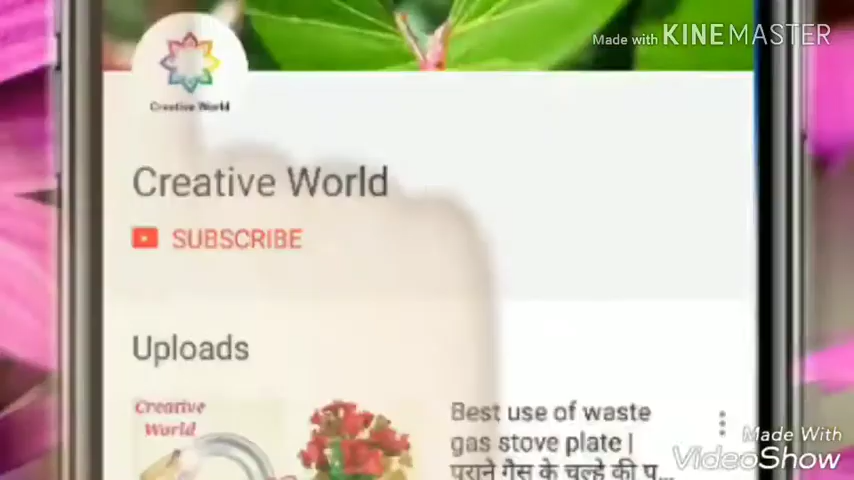 Made with KINEMASTER
Creative World
Creative World
SUBSCRIBE
Uploads
Creative
World
Best use of waste
gas stove plate |
पुराने गैस के चूल्हे की प...
Made With
VideoShow